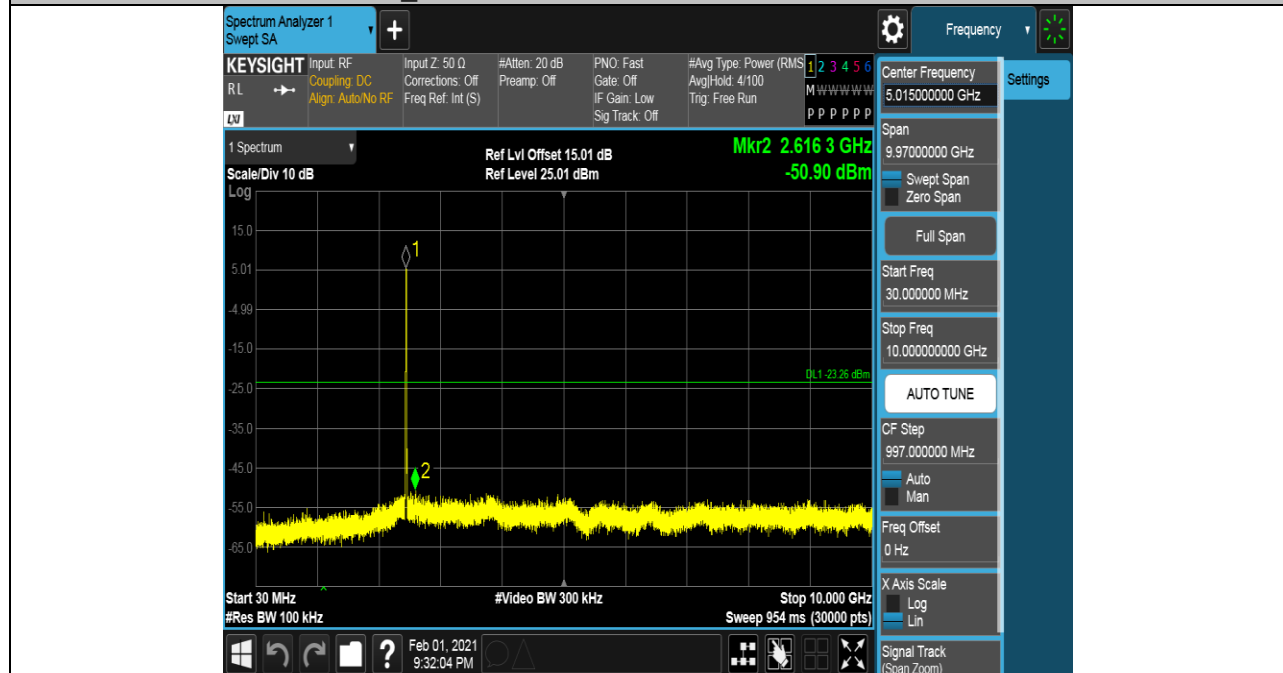 Spectrum Analyzer 1
Swept SA
+
Frequency
KEYSIGHT
RL
LXI
Input: RF
Coupling: DC
Align: Auto/No RF
Input Z: 50 Ω
Corrections: Off
Freq Ref: Int (S)
#Atten: 20 dB
Preamp: Off
PNO: Fast
Gate: Off
IF Gain: Low
Sig Track: Off
#Avg Type: Power (RMS
Avg|Hold: 4/100
Trig: Free Run
1 2 3 4 5 6
M W W W W W
P P P P P P
1 Spectrum
Scale/Div 10 dB
Log
Ref Lvl Offset 15.01 dB
Ref Level 25.01 dBm
Mkr2 2.616 3 GHz
-50.90 dBm
15.0
5.01
-4.99
-15.0
-25.0
-35.0
-45.0
-55.0
-65.0
1
DL1 -23.26 dBm
2
Start 30 MHz
#Res BW 100 kHz
#Video BW 300 kHz
Stop 10.000 GHz
Sweep 954 ms (30000 pts)
?
Feb 01, 2021
9:32:04 PM
Center Frequency
5.015000000 GHz
Settings
Span
9.97000000 GHz
Swept Span
Zero Span
Full Span
Start Freq
30.000000 MHz
Stop Freq
10.000000000 GHz
AUTO TUNE
CF Step
997.000000 MHz
Auto
Man
Freq Offset
0 Hz
X Axis Scale
Log
Lin
Signal Track
(Span Zoom)